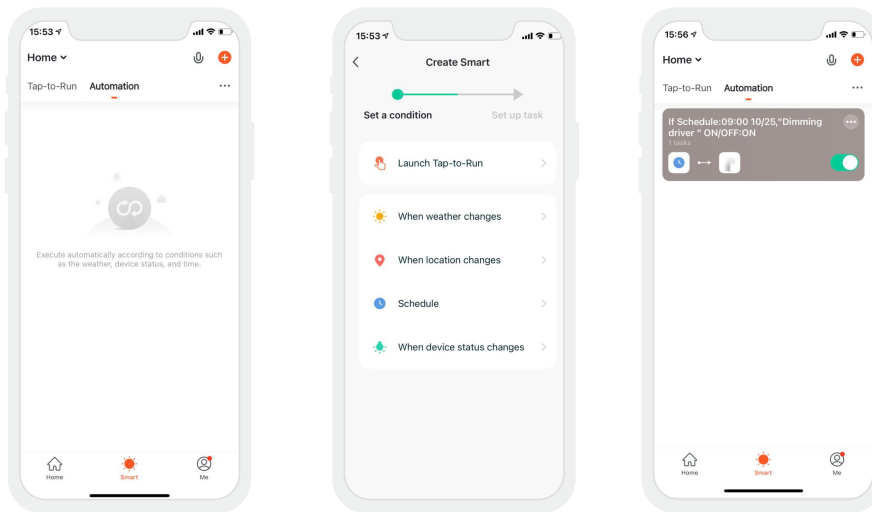 15:53
Home
Tap-to-Run Automation
Execute automatically according to conditions such
as the weather, device status, and time.
Home Smart Me
15:53
Create Smart
Set a condition Set up task
Launch Tap-to-Run
When weather changes
When location changes
Schedule
When device status changes
15:56
Home
Tap-to-Run Automation
If Schedule:09:00 10/25,"Dimming
driver " ON/OFF:ON
1 tasks
Home Smart Me